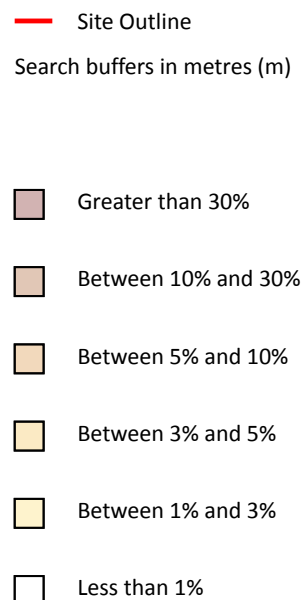 Site Outline
Search buffers in metres (m)
Greater than 30%
Between 10% and 30%
Between 5% and 10%
Between 3% and 5%
Between 1% and 3%
Less than 1%